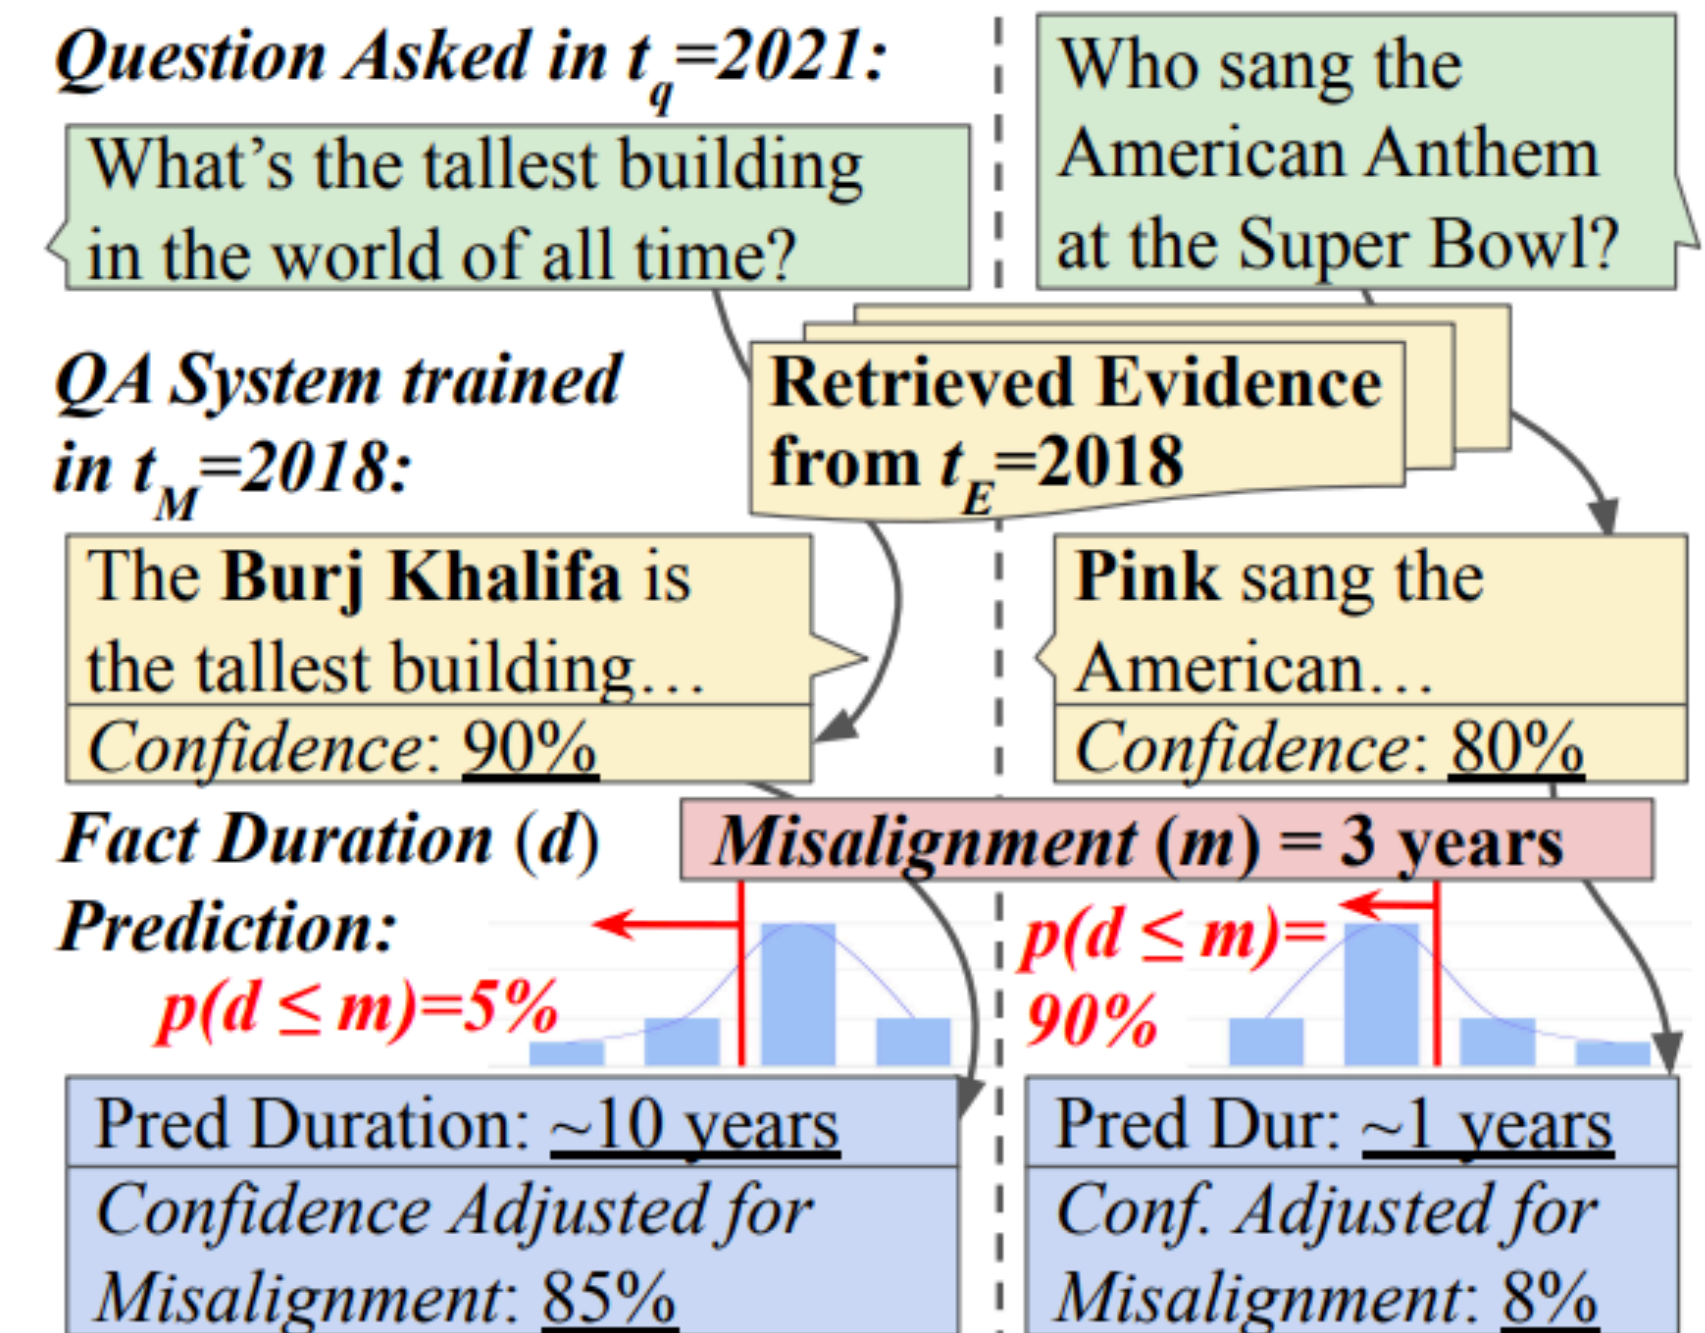 Question Asked in t_q=2021:
What's the tallest building
in the world of all time?
Who sang the
American Anthem
at the Super Bowl?
QA System trained
in t_M=2018:
Retrieved Evidence
from t_E=2018
The Burj Khalifa is
the tallest building…
Confidence: 90%
Pink sang the
American…
Confidence: 80%
Fact Duration (d)
Prediction:
Misalignment (m) = 3 years
p(d ≤ m)=5%
p(d ≤ m)=
90%
Pred Duration: ~10 years
Confidence Adjusted for
Misalignment: 85%
Pred Dur: ~1 years
Conf. Adjusted for
Misalignment: 8%